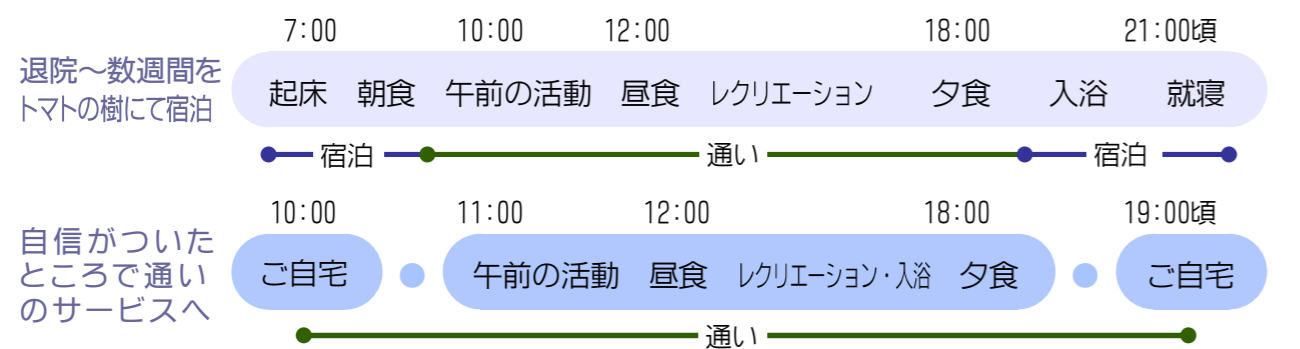 7:00 10:00 12:00 18:00 21:00頃
退院〜数週間を
トマトの樹にて宿泊
起床 朝食 午前の活動 昼食 レクリエーション 夕食 入浴 就寝
宿泊 通い 宿泊
10:00 11:00 12:00 18:00 19:00頃
自信がついた
ところで通い
のサービスへ
ご自宅 午前の活動 昼食 レクリエーション・入浴 夕食 ご自宅
通い